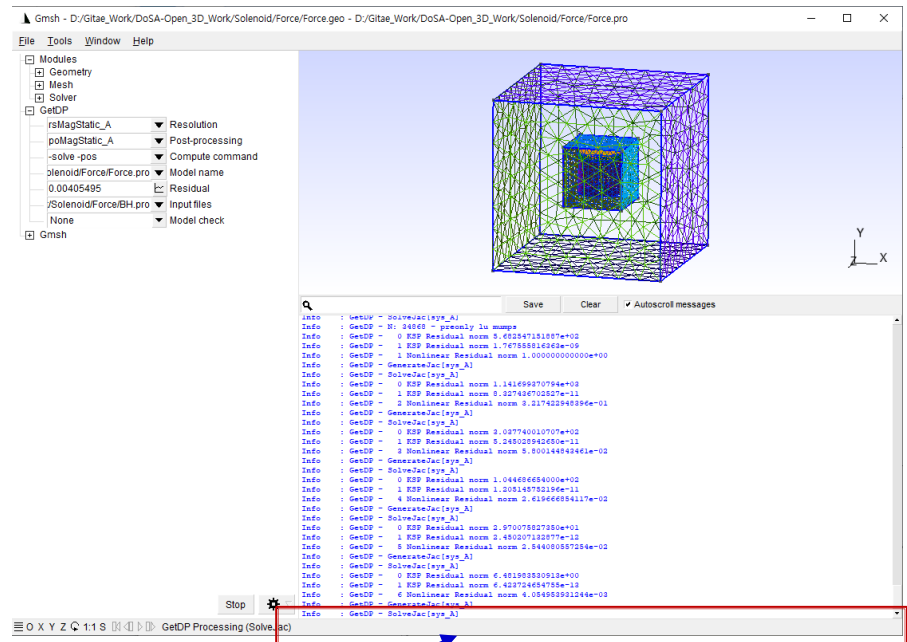 Gmsh - D:/Gitae_Work/DoSA-Open_3D_Work/Solenoid/Force/Force.geo - D:/Gitae_Work/DoSA-Open_3D_Work/Solenoid/Force/Force.pro
File Tools Window Help
Modules
Geometry
Mesh
Solver
GetDP
rsMagStatic_A Resolution
poMagStatic_A Post-processing
-solve -pos Compute command
olenoid/Force/Force.pro Model name
0.00405495 Residual
:/Solenoid/Force/BH.pro Input files
None Model check
Gmsh
Y
Z X
Save Clear Autoscroll messages
Info : GetDP - SolveJac[sys_A]
Info : GetDP - N: 34868 - preonly lu mumps
Info : GetDP - 0 KSP Residual norm 5.682547151887e+02
Info : GetDP - 1 KSP Residual norm 1.767555816363e-09
Info : GetDP - 1 Nonlinear Residual norm 1.000000000000e+00
Info : GetDP - GenerateJac[sys_A]
Info : GetDP - SolveJac[sys_A]
Info : GetDP - 0 KSP Residual norm 1.141699370794e+03
Info : GetDP - 1 KSP Residual norm 8.327436702527e-11
Info : GetDP - 2 Nonlinear Residual norm 3.217422948396e-01
Info : GetDP - GenerateJac[sys_A]
Info : GetDP - SolveJac[sys_A]
Info : GetDP - 0 KSP Residual norm 3.037740010707e+02
Info : GetDP - 1 KSP Residual norm 5.245028942650e-11
Info : GetDP - 3 Nonlinear Residual norm 5.800144843461e-02
Info : GetDP - GenerateJac[sys_A]
Info : GetDP - SolveJac[sys_A]
Info : GetDP - 0 KSP Residual norm 1.044686654000e+02
Info : GetDP - 1 KSP Residual norm 1.205148752196e-11
Info : GetDP - 4 Nonlinear Residual norm 2.619666854117e-02
Info : GetDP - GenerateJac[sys_A]
Info : GetDP - SolveJac[sys_A]
Info : GetDP - 0 KSP Residual norm 2.970075827350e+01
Info : GetDP - 1 KSP Residual norm 2.450207132877e-12
Info : GetDP - 5 Nonlinear Residual norm 2.544080557254e-02
Info : GetDP - GenerateJac[sys_A]
Info : GetDP - SolveJac[sys_A]
Info : GetDP - 0 KSP Residual norm 6.481983530913e+00
Info : GetDP - 1 KSP Residual norm 6.423724654755e-13
Info : GetDP - 6 Nonlinear Residual norm 4.054953931244e-03
Info : GetDP - GenerateJac[sys_A]
Info : GetDP - SolveJac[sys_A]
Stop
O X Y Z 1:1 S GetDP Processing (SolveJac)